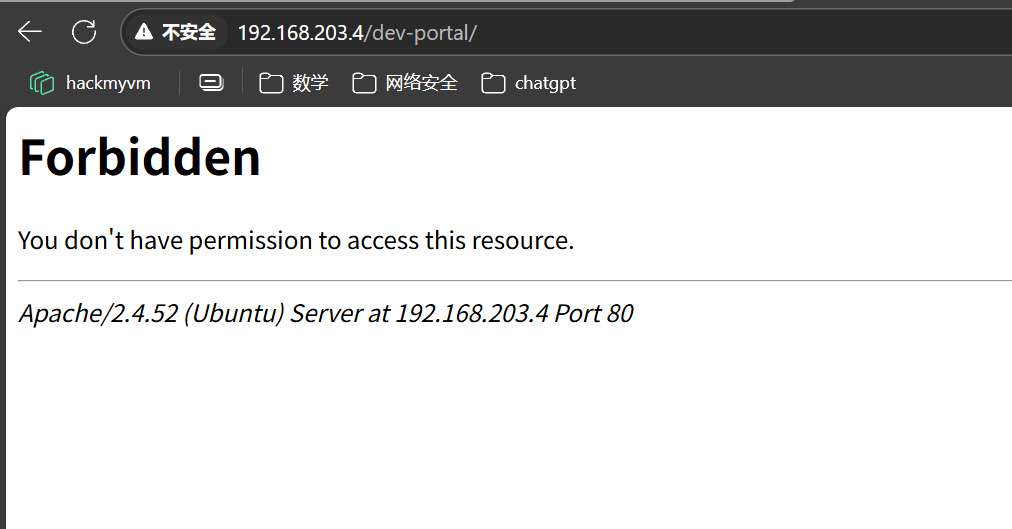 不安全 192.168.203.4/dev-portal/
hackmyvm 数学 网络安全 chatgpt
Forbidden
You don't have permission to access this resource.
Apache/2.4.52 (Ubuntu) Server at 192.168.203.4 Port 80